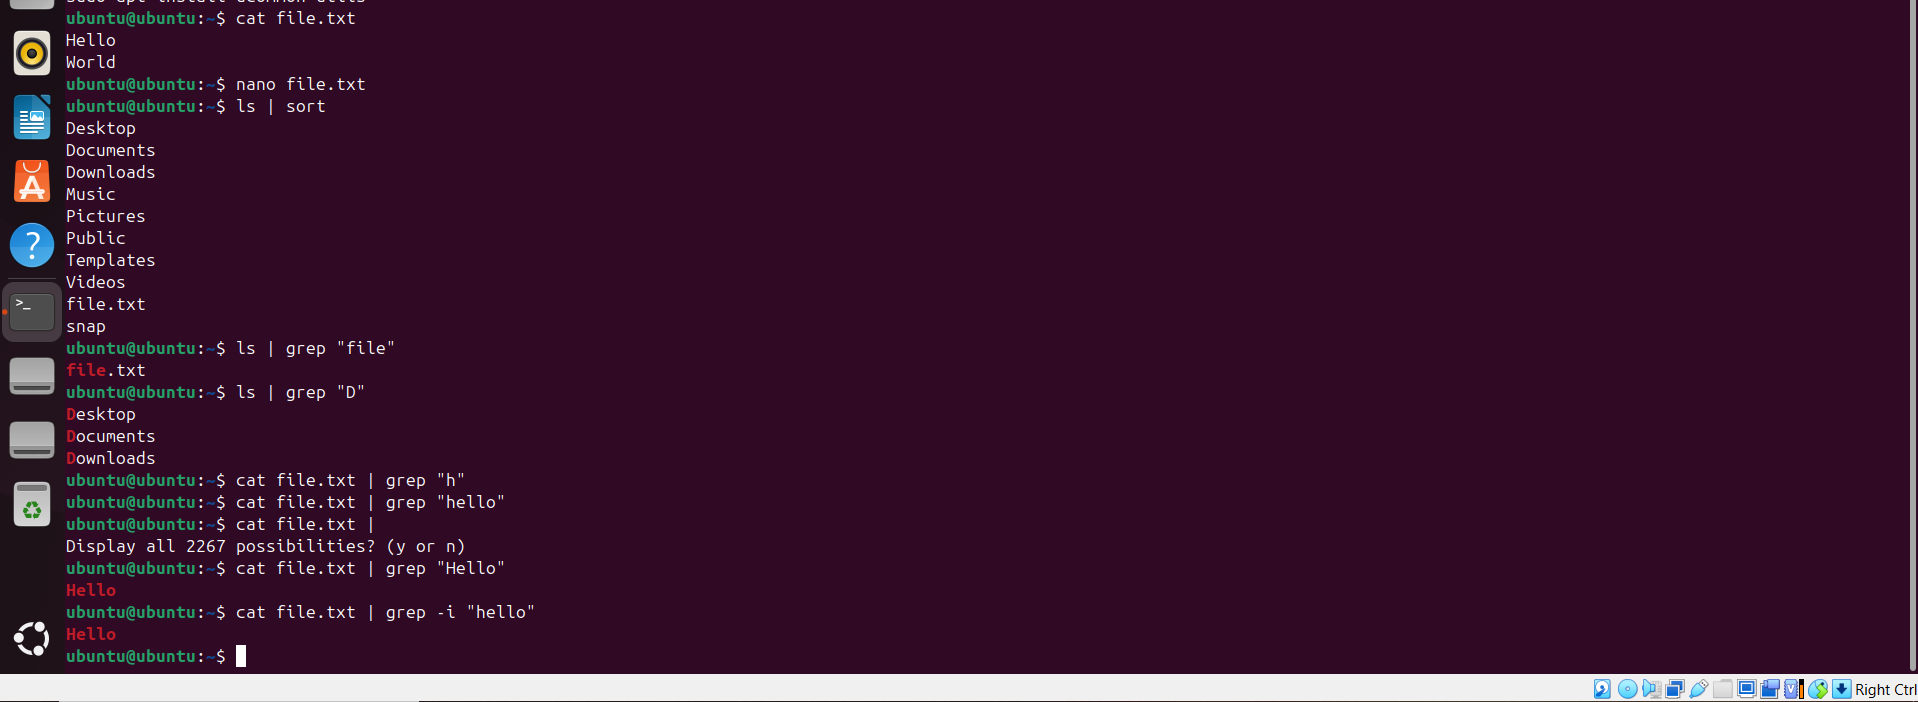 ubuntu@ubuntu:~$ cat file.txt
Hello
World
ubuntu@ubuntu:~$ nano file.txt
ubuntu@ubuntu:~$ ls | sort
Desktop
Documents
Downloads
Music
Pictures
Public
Templates
Videos
file.txt
snap
ubuntu@ubuntu:~$ ls | grep "file"
file.txt
ubuntu@ubuntu:~$ ls | grep "D"
Desktop
Documents
Downloads
ubuntu@ubuntu:~$ cat file.txt | grep "h"
ubuntu@ubuntu:~$ cat file.txt | grep "hello"
ubuntu@ubuntu:~$ cat file.txt |
Display all 2267 possibilities? (y or n)
ubuntu@ubuntu:~$ cat file.txt | grep "Hello"
Hello
ubuntu@ubuntu:~$ cat file.txt | grep -i "hello"
Hello
ubuntu@ubuntu:~$
Right Ctrl